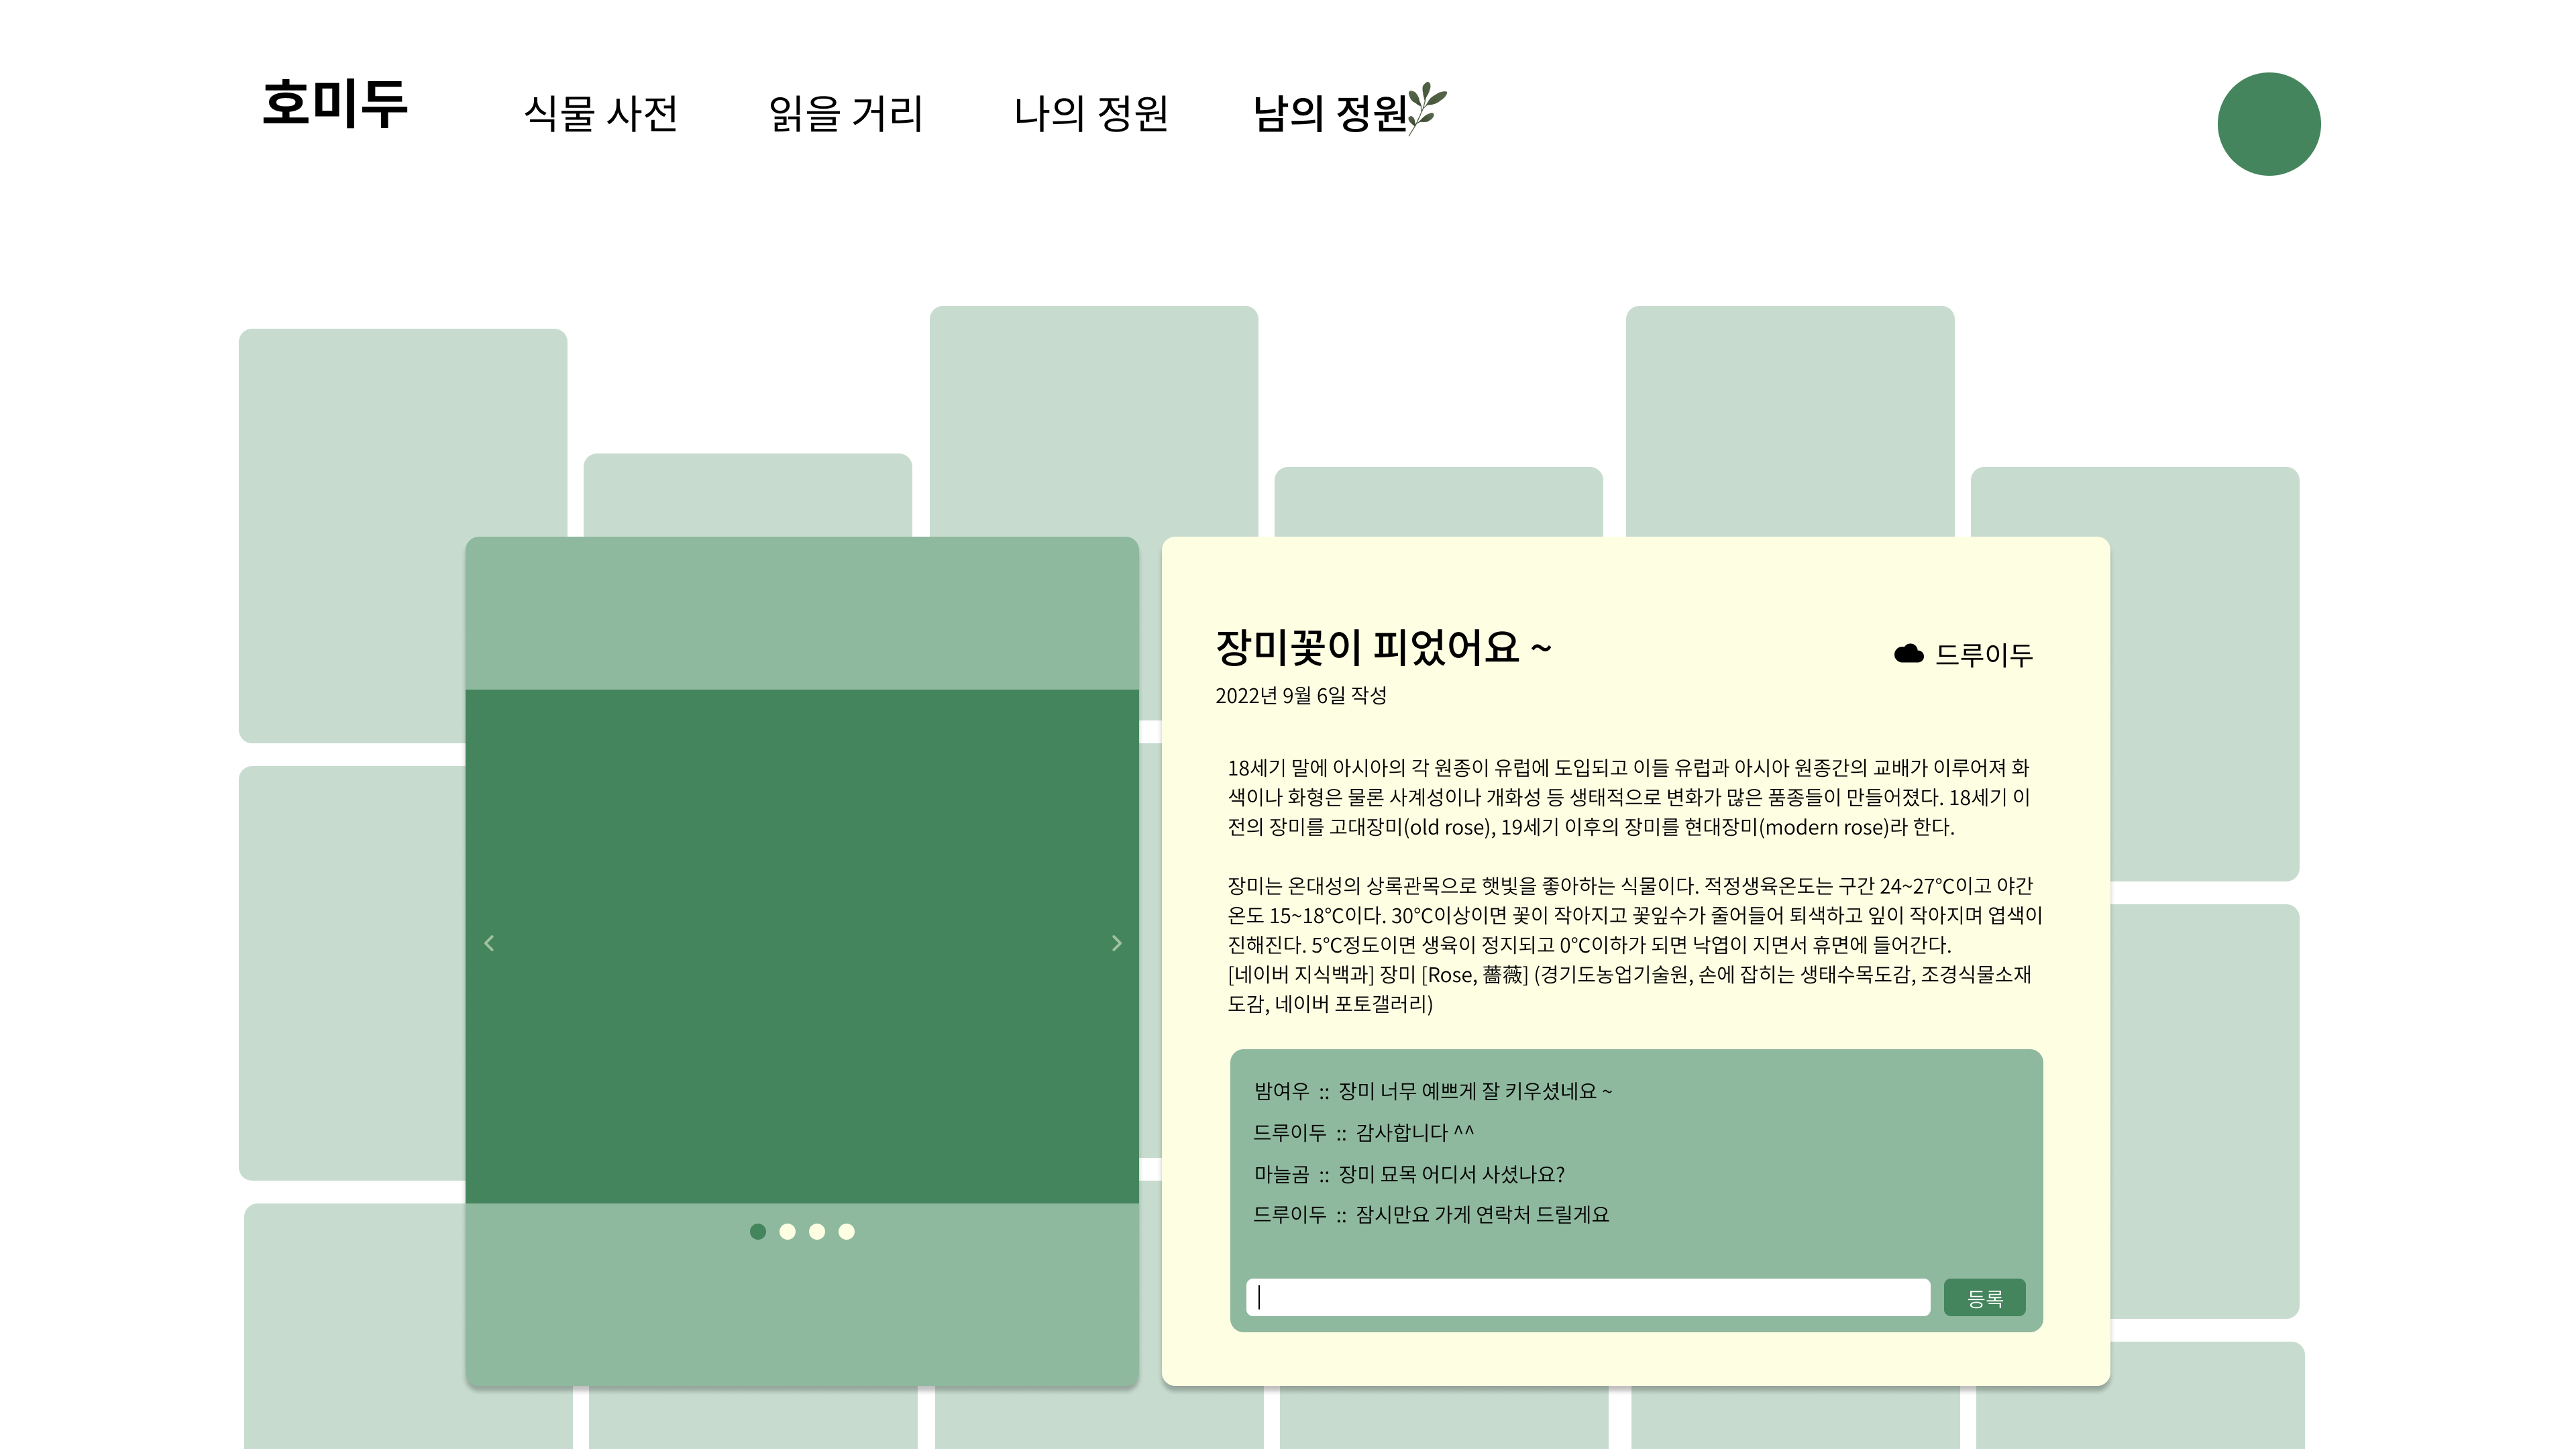 호미두
식물 사전
읽을 거리
나의 정원
남의 정원
장미꽃이 피었어요 ~
드루이두
2022년 9월 6일 작성
18세기 말에 아시아의 각 원종이 유럽에 도입되고 이들 유럽과 아시아 원종간의 교배가 이루어져 화
색이나 화형은 물론 사계성이나 개화성 등 생태적으로 변화가 많은 품종들이 만들어졌다. 18세기 이
전의 장미를 고대장미(old rose), 19세기 이후의 장미를 현대장미(modern rose)라 한다.
장미는 온대성의 상록관목으로 햇빛을 좋아하는 식물이다. 적정생육온도는 구간 24~27℃이고 야간
온도 15~18℃이다. 30℃이상이면 꽃이 작아지고 꽃잎수가 줄어들어 퇴색하고 잎이 작아지며 엽색이
진해진다. 5℃정도이면 생육이 정지되고 0℃이하가 되면 낙엽이 지면서 휴면에 들어간다.
[네이버 지식백과] 장미 [Rose, 薔薇] (경기도농업기술원, 손에 잡히는 생태수목도감, 조경식물소재
도감, 네이버 포토갤러리)
밤여우 :: 장미 너무 예쁘게 잘 키우셨네요 ~
드루이두 :: 감사합니다 ^^
마늘곰 :: 장미 묘목 어디서 사셨나요?
드루이두 :: 잠시만요 가게 연락처 드릴게요
등록